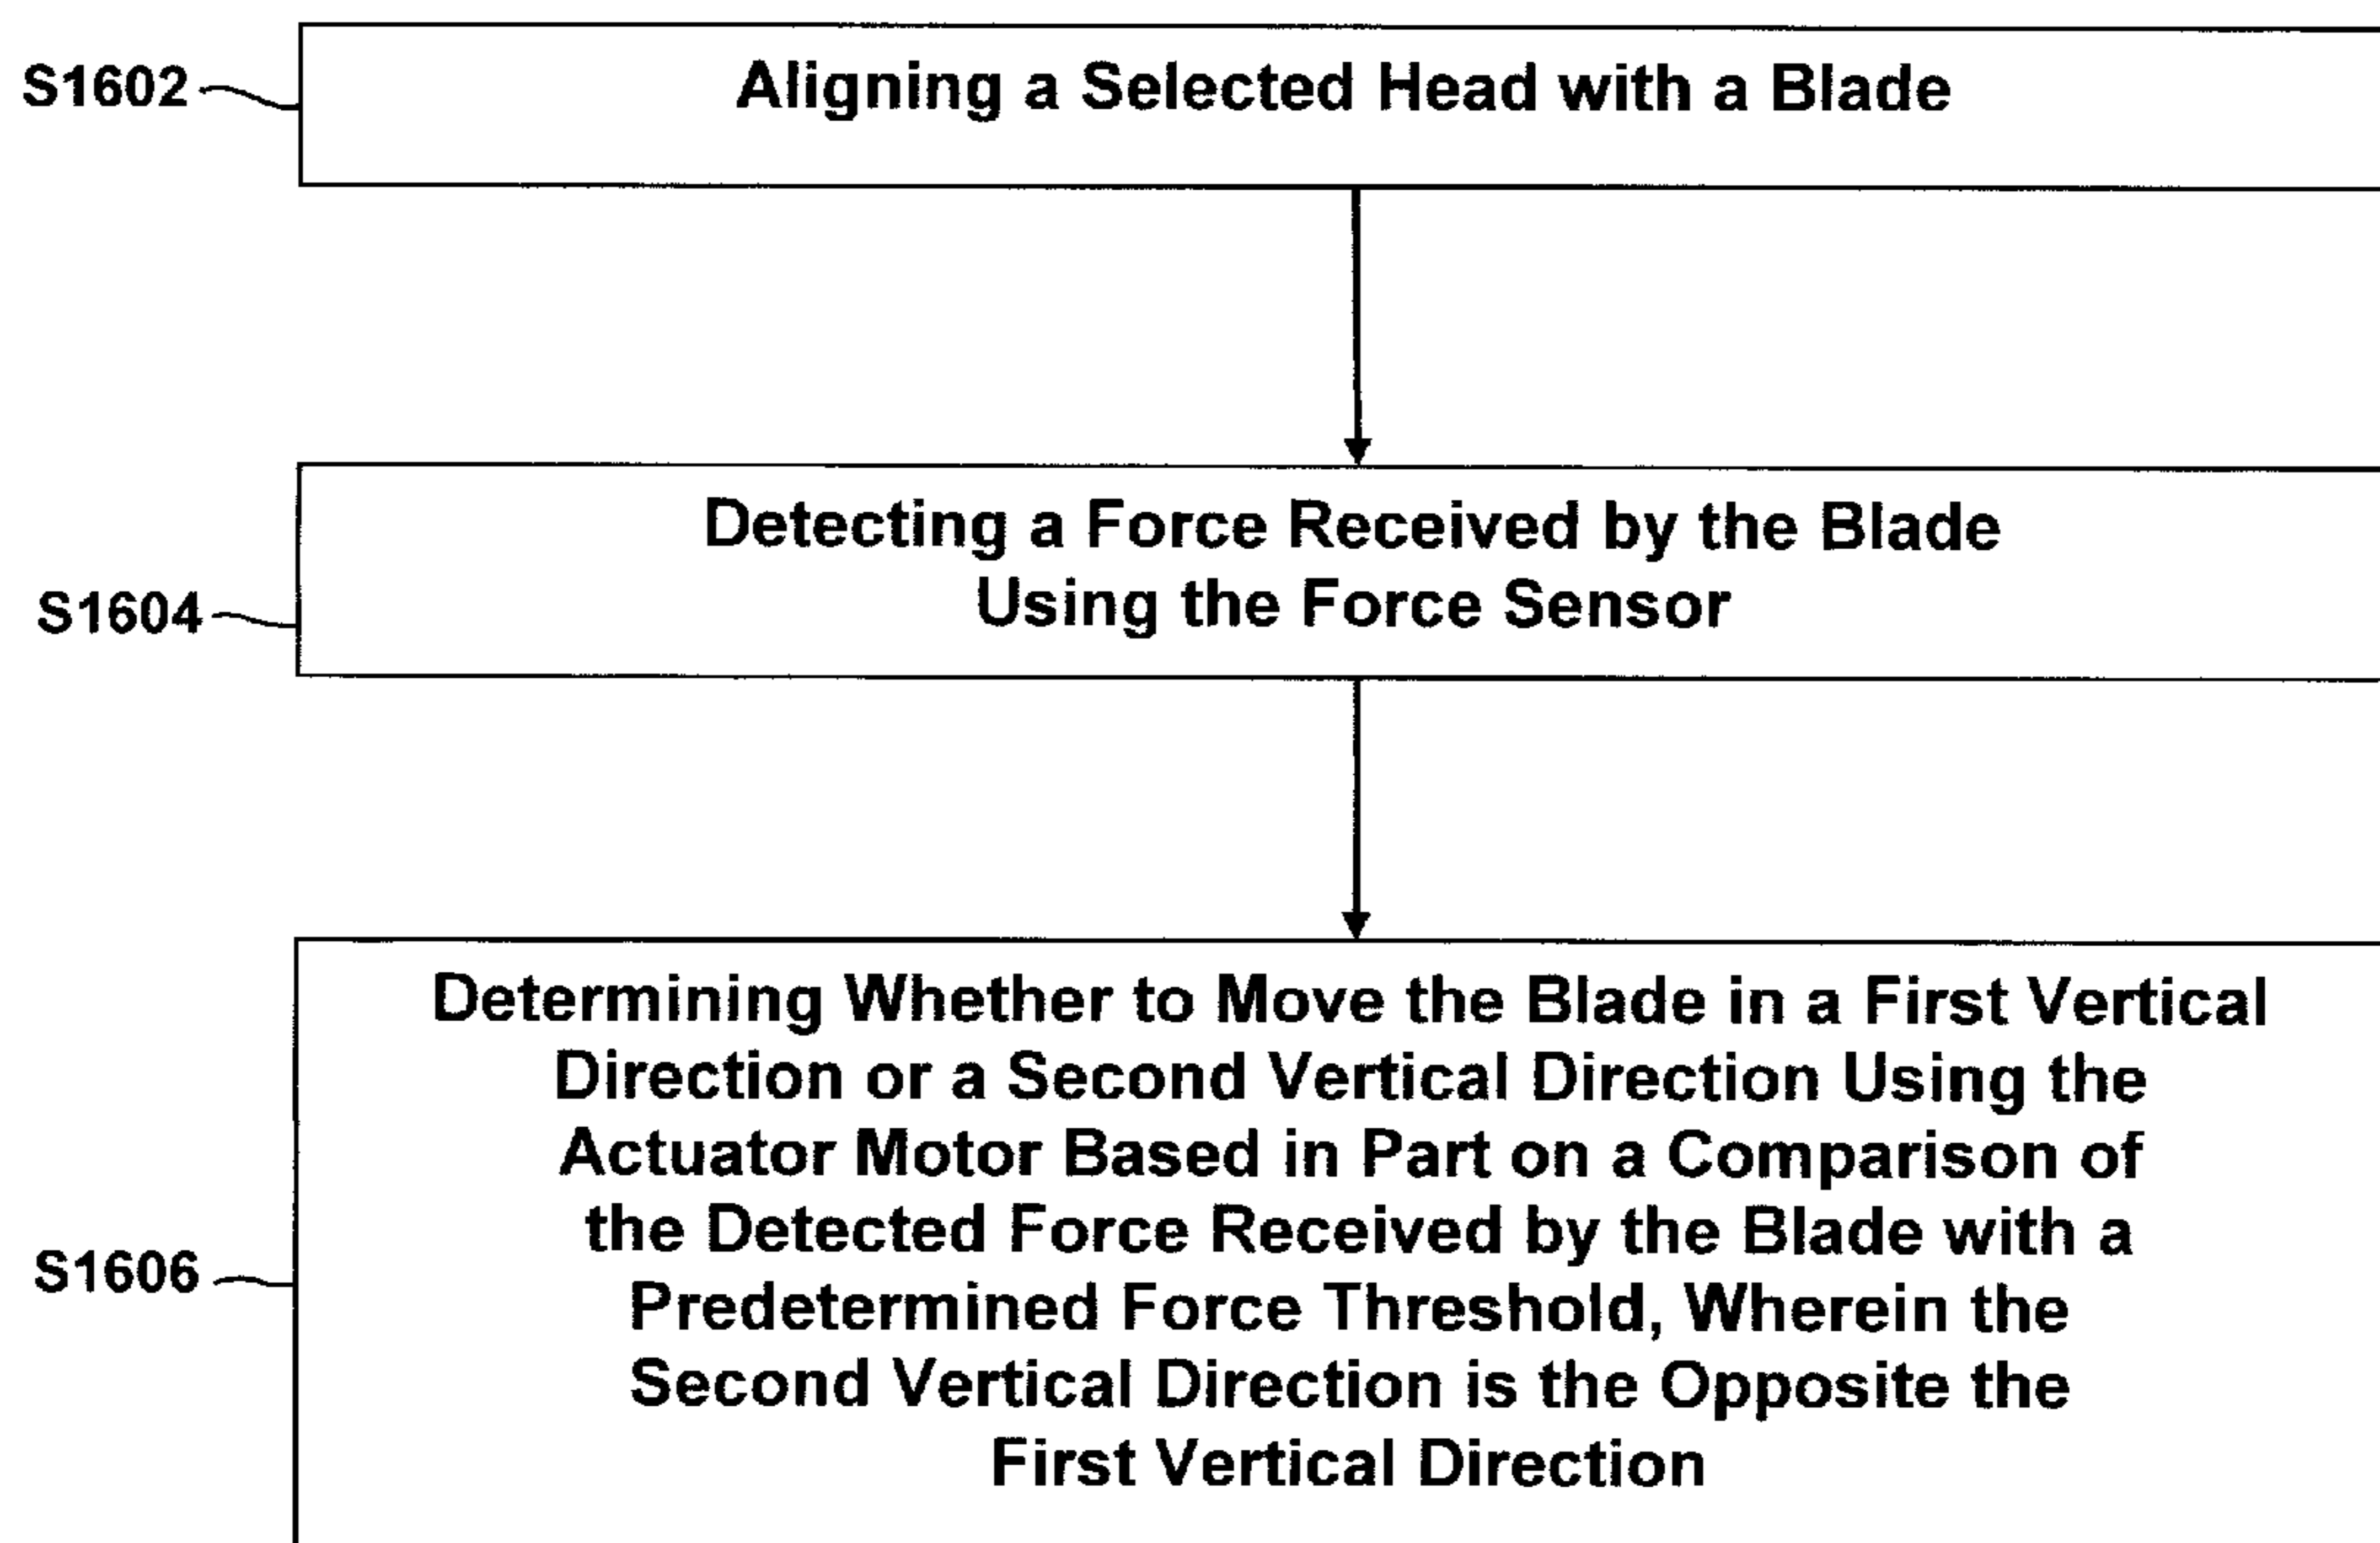 S1602
Aligning a Selected Head with a Blade
S1604
Detecting a Force Received by the Blade
Using the Force Sensor
S1606
Determining Whether to Move the Blade in a First Vertical
Direction or a Second Vertical Direction Using the
Actuator Motor Based in Part on a Comparison of
the Detected Force Received by the Blade with a
Predetermined Force Threshold, Wherein the
Second Vertical Direction is the Opposite the
First Vertical Direction